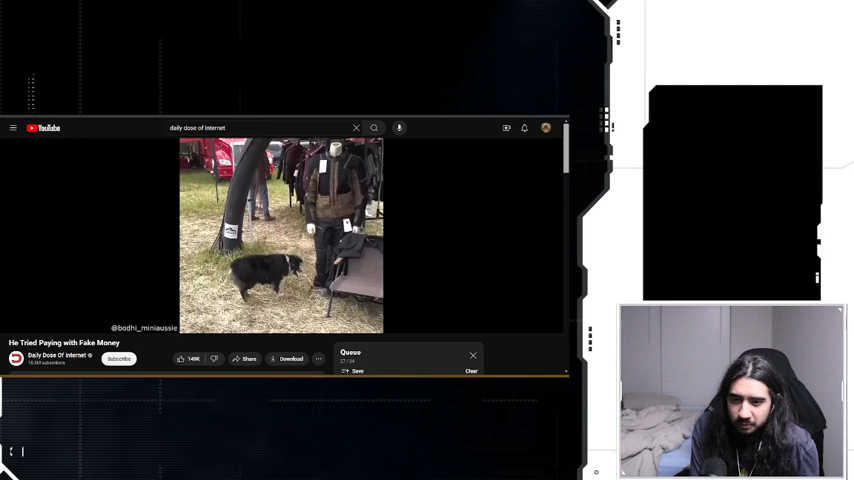 YouTube
daily dose of internet
@bodhi_miniaussie
He Tried Paying with Fake Money
Daily Dose Of Internet
Subscribe
149K
Share
Download
Queue
Save
Clear